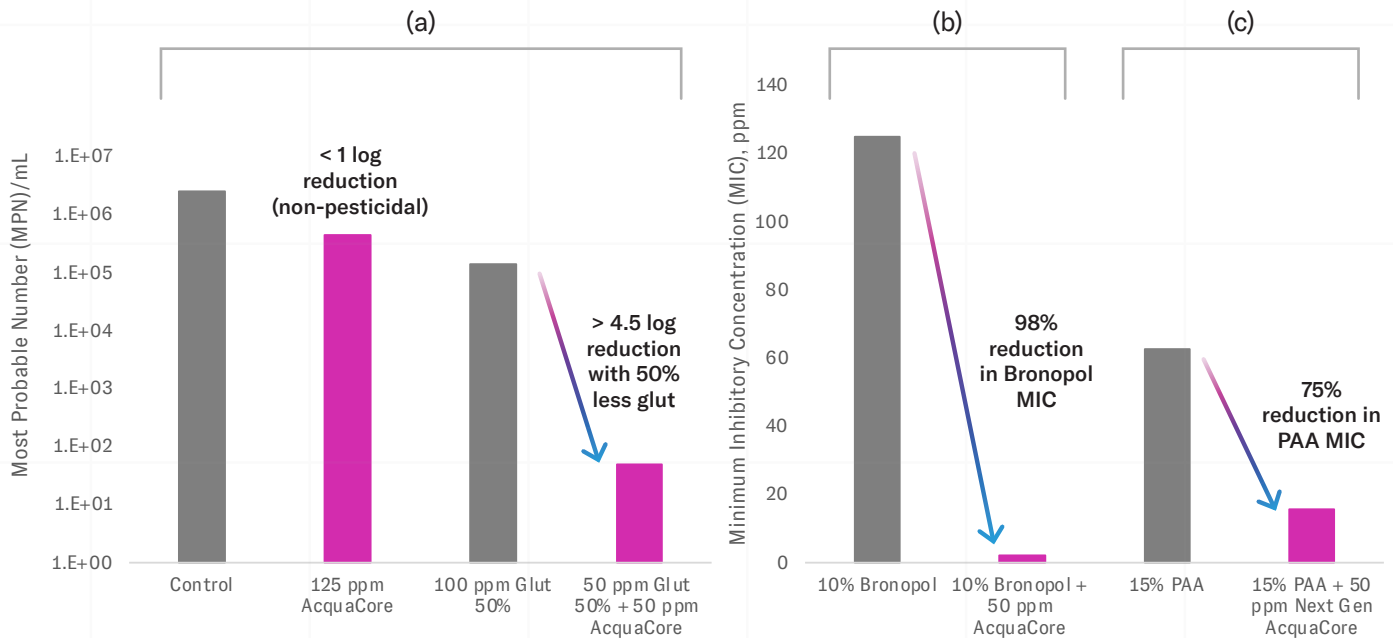 (a)
Most Probable Number (MPN)/mL
1.E+07
1.E+06
1.E+05
1.E+04
1.E+03
1.E+02
1.E+01
1.E+00
< 1 log
reduction
(non-pesticidal)
> 4.5 log
reduction
with 50%
less glut
Control
125 ppm
AcquaCore
100 ppm Glut
50%
50 ppm Glut
50% + 50 ppm
AcquaCore
(b)
(c)
Minimum Inhibitory Concentration (MIC), ppm
140
120
100
80
60
40
20
0
98%
reduction
in Bronopol
MIC
75%
reduction in
PAA MIC
10% Bronopol
10% Bronopol +
50 ppm
AcquaCore
15% PAA
15% PAA + 50
ppm Next Gen
AcquaCore